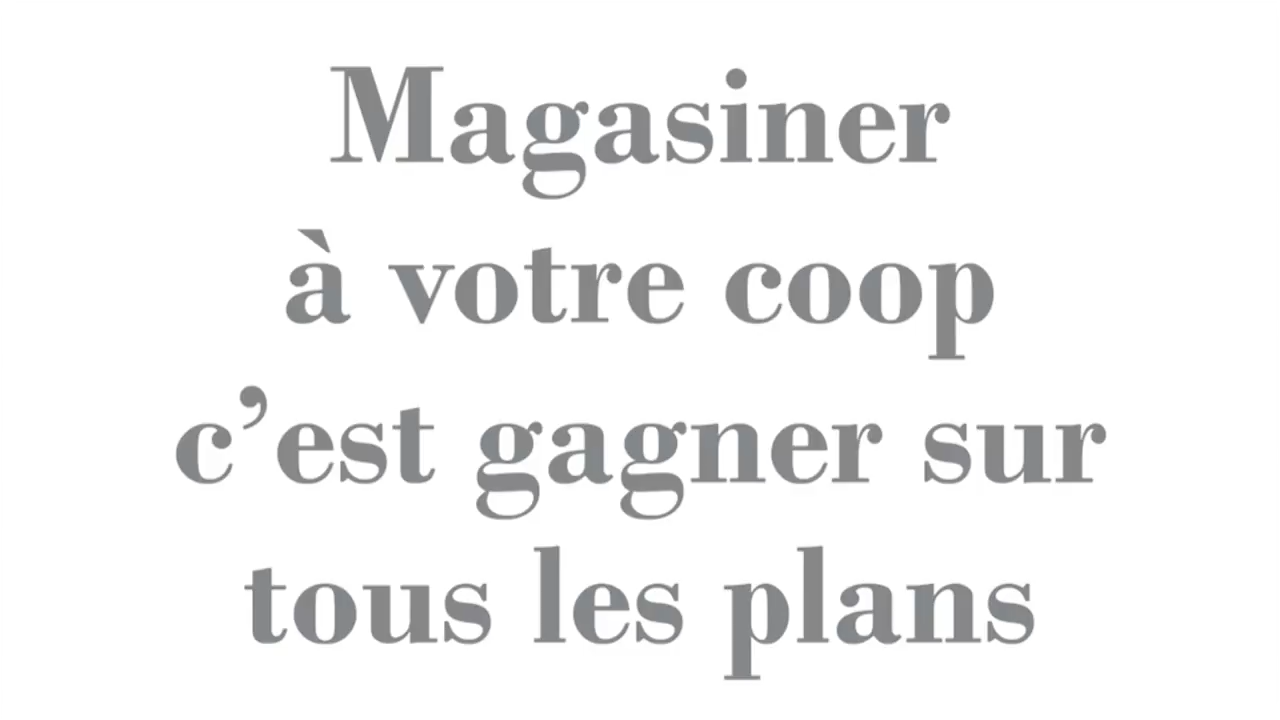 Magasiner
à votre coop
c’est gagner sur
tous les plans